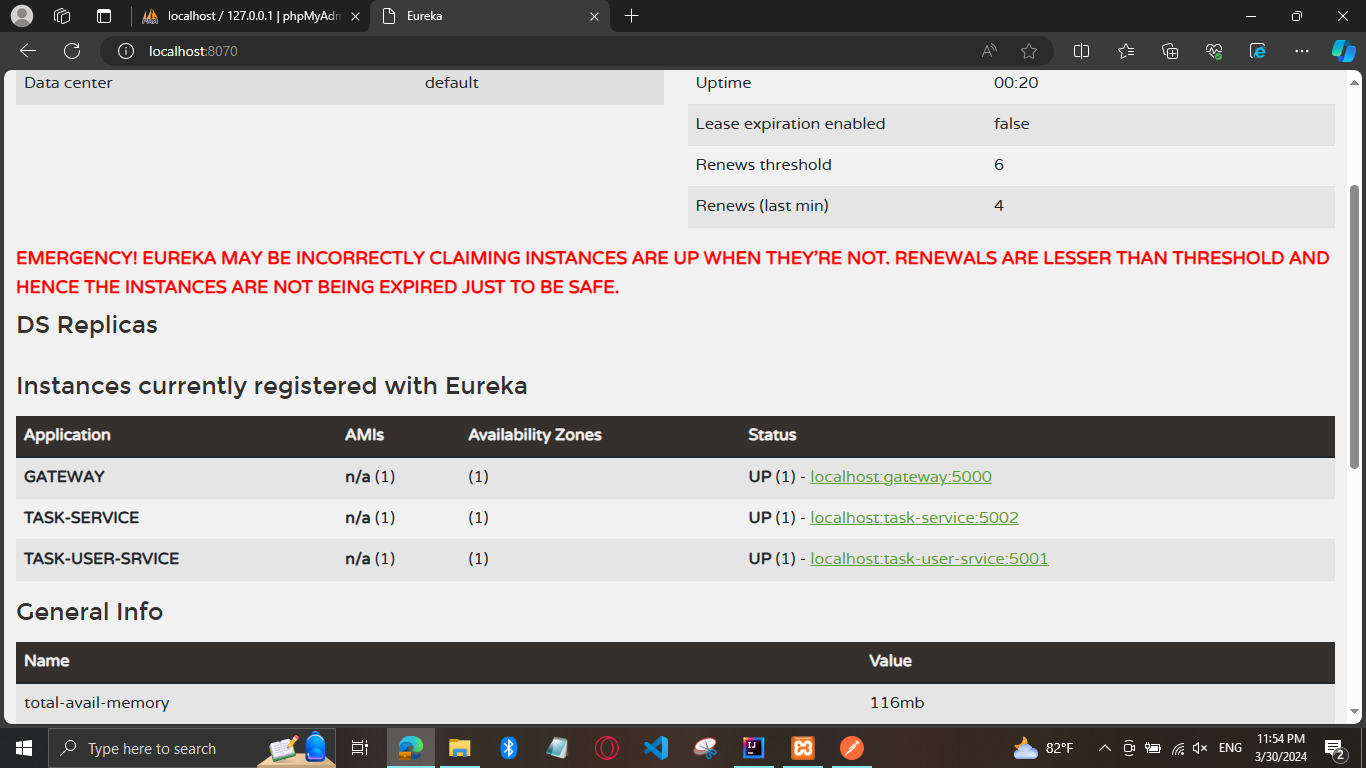 localhost / 127.0.0.1 | phpMyAdm
Eureka
localhost:8070
Data center default
Uptime 00:20
Lease expiration enabled false
Renews threshold 6
Renews (last min) 4
EMERGENCY! EUREKA MAY BE INCORRECTLY CLAIMING INSTANCES ARE UP WHEN THEY'RE NOT. RENEWALS ARE LESSER THAN THRESHOLD AND
HENCE THE INSTANCES ARE NOT BEING EXPIRED JUST TO BE SAFE.
DS Replicas
Instances currently registered with Eureka
Application AMIs Availability Zones Status
GATEWAY n/a (1) (1) UP (1) - localhost:gateway:5000
TASK-SERVICE n/a (1) (1) UP (1) - localhost:task-service:5002
TASK-USER-SRVICE n/a (1) (1) UP (1) - localhost:task-user-srvice:5001
General Info
Name Value
total-avail-memory 116mb
Type here to search
82°F
ENG
11:54 PM
3/30/2024
2